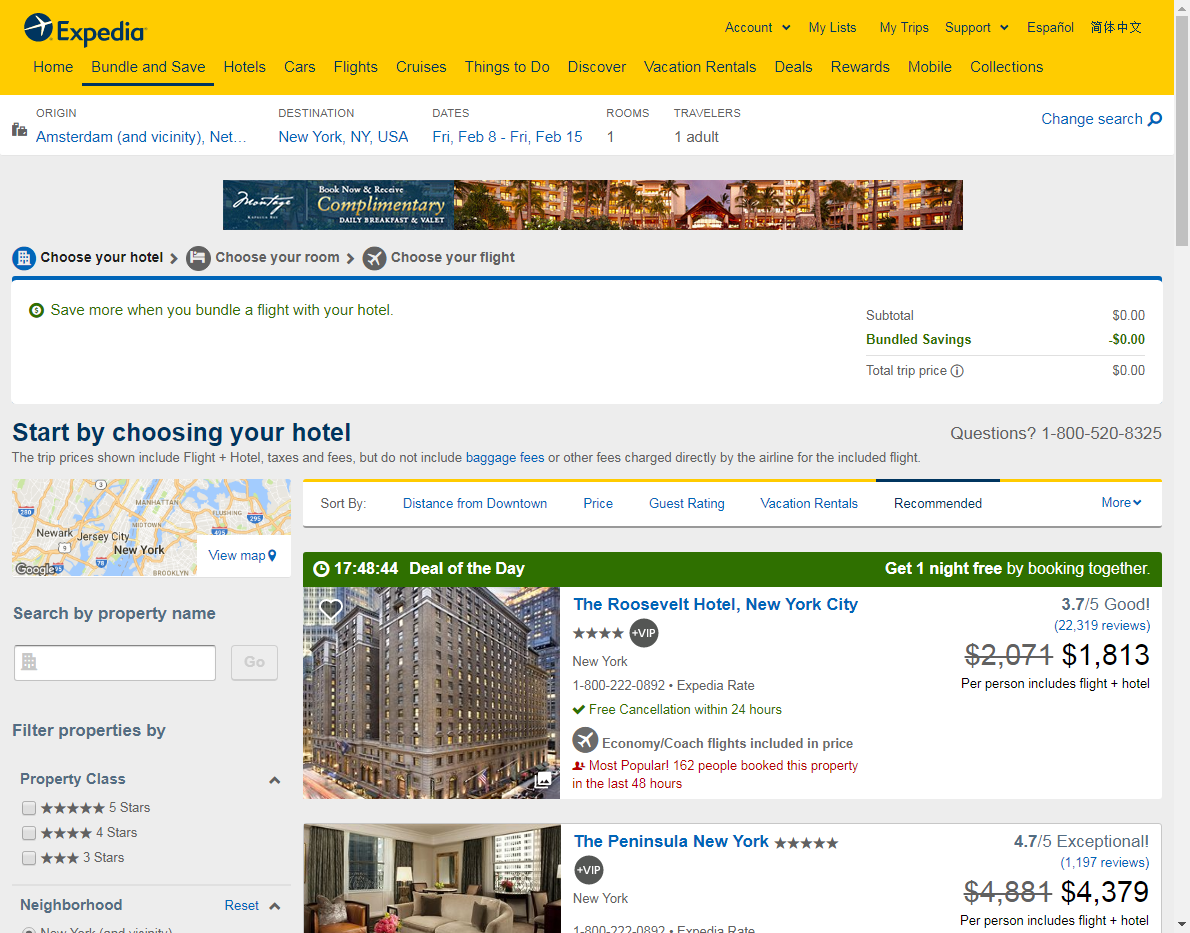 Expedia
Account
My Lists
My Trips
Support
Español
简体中文
Home
Bundle and Save
Hotels
Cars
Flights
Cruises
Things to Do
Discover
Vacation Rentals
Deals
Rewards
Mobile
Collections
ORIGIN
Amsterdam (and vicinity), Net...
DESTINATION
New York, NY, USA
DATES
Fri, Feb 8 - Fri, Feb 15
ROOMS
1
TRAVELERS
1 adult
Change search
Montage
KAPALUA BAY
Book Now & Receive
Complimentary
DAILY BREAKFAST & VALET
Choose your hotel
Choose your room
Choose your flight
Save more when you bundle a flight with your hotel.
Subtotal $0.00
Bundled Savings -$0.00
Total trip price $0.00
Start by choosing your hotel
Questions? 1-800-520-8325
The trip prices shown include Flight + Hotel, taxes and fees, but do not include baggage fees or other fees charged directly by the airline for the included flight.
3
MANHATTAN
280
FLUSHING
295
MIDTOWN
495
Newark
Jersey City
9
New York
78
Google
95
BROOKLYN
View map
Search by property name
Go
Filter properties by
Property Class
5 Stars
4 Stars
3 Stars
Neighborhood
Reset
New York (and vicinity)
Sort By:
Distance from Downtown
Price
Guest Rating
Vacation Rentals
Recommended
More
17:48:44 Deal of the Day
Get 1 night free by booking together.
The Roosevelt Hotel, New York City
+VIP
New York
1-800-222-0892 • Expedia Rate
Free Cancellation within 24 hours
Economy/Coach flights included in price
Most Popular! 162 people booked this property
in the last 48 hours
3.7/5 Good!
(22,319 reviews)
$2,071 $1,813
Per person includes flight + hotel
The Peninsula New York
+VIP
New York
1-800-222-0892 • Expedia Rate
4.7/5 Exceptional!
(1,197 reviews)
$4,881 $4,379
Per person includes flight + hotel